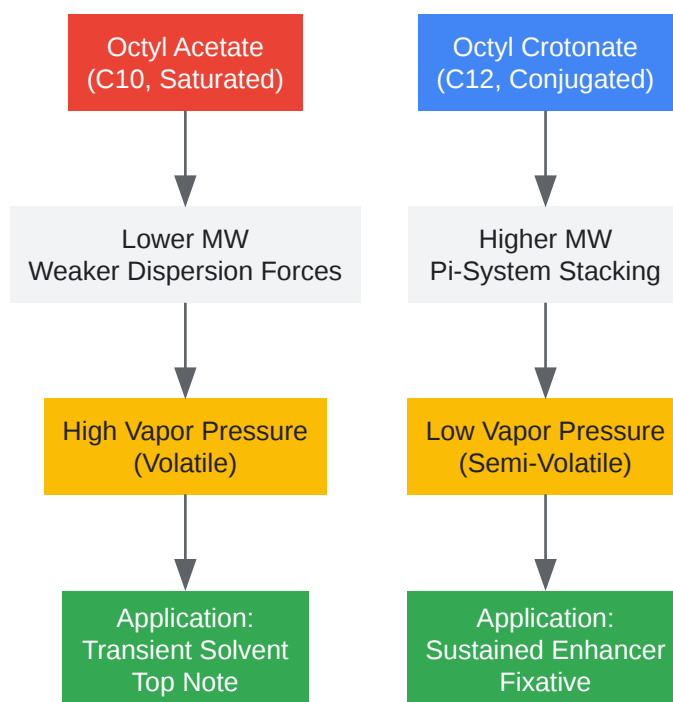 Octyl Acetate
(C10, Saturated)
Octyl Crotonate
(C12, Conjugated)
Lower MW
Weaker Dispersion Forces
Higher MW
Pi-System Stacking
High Vapor Pressure
(Volatile)
Low Vapor Pressure
(Semi-Volatile)
Application:
Transient Solvent
Top Note
Application:
Sustained Enhancer
Fixative